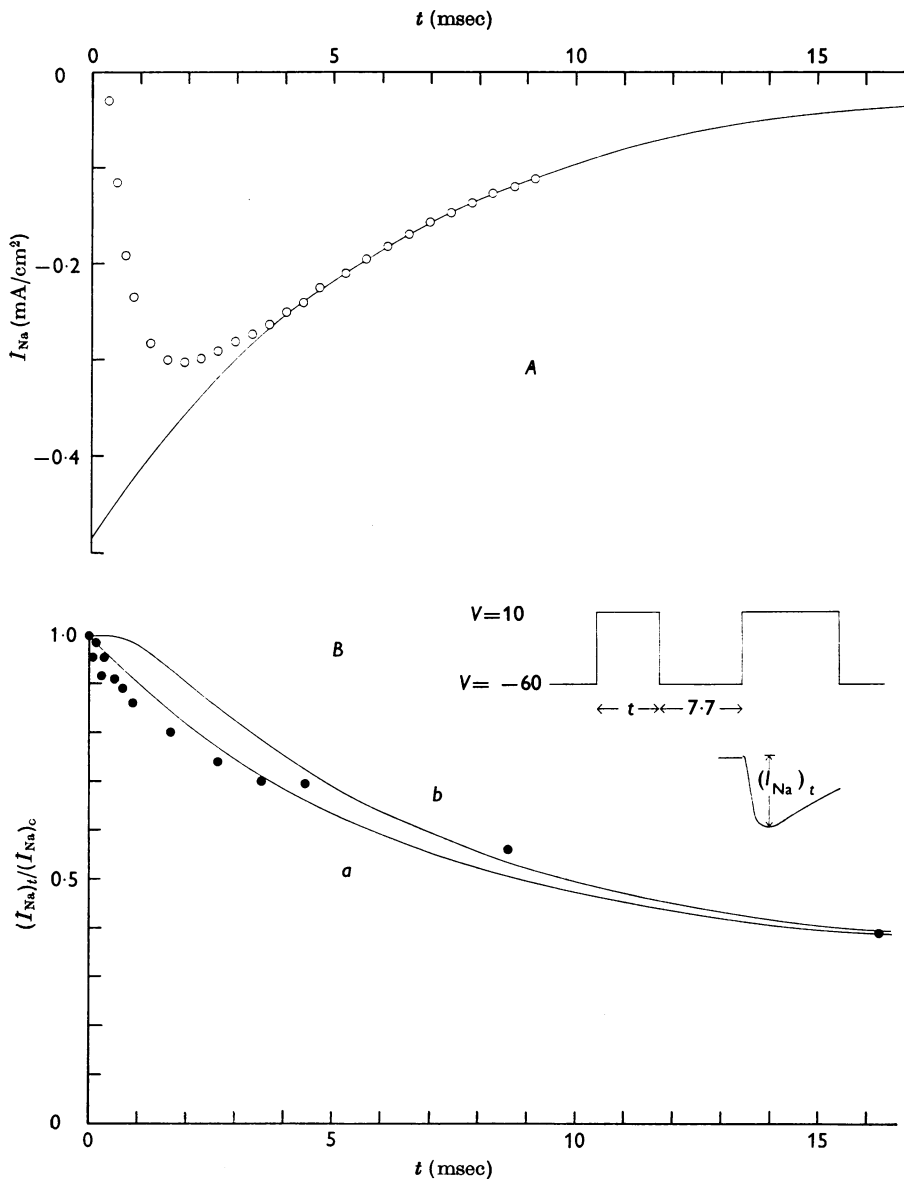 t (msec)
0 5 10 15
0
−0·2
−0·4
I_Na (mA/cm²)
A
V=10
V= −60
t
7·7
(I_Na)_t
B
b
a
1·0
0·5
0
(I_Na)_t/(I_Na)_c
0 5 10 15
t (msec)